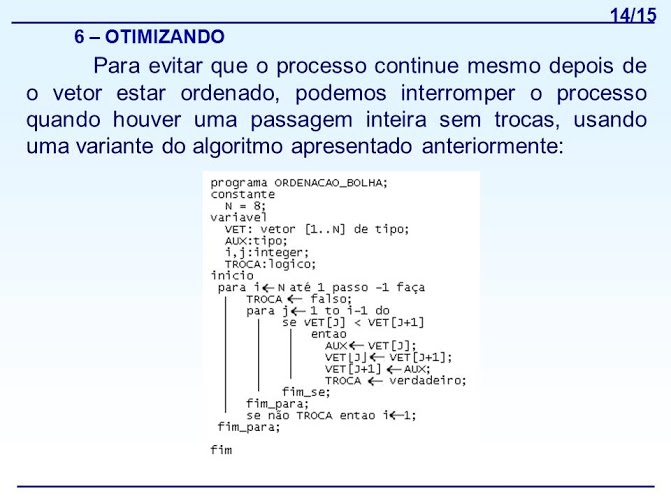 14/15
6 – OTIMIZANDO
Para evitar que o processo continue mesmo depois de
o vetor estar ordenado, podemos interromper o processo
quando houver uma passagem inteira sem trocas, usando
uma variante do algoritmo apresentado anteriormente:
programa ORDENACAO_BOLHA;
constante
N = 8;
variavel
VET: vetor [1..N] de tipo;
AUX:tipo;
i,j:integer;
TROCA:logico;
inicio
para i← N até 1 passo -1 faça
TROCA ← falso;
para j← 1 to i-1 do
se VET[J] < VET[J+1]
entao
AUX← VET[J];
VET[J]← VET[J+1];
VET[J+1] ←AUX;
TROCA ← verdadeiro;
fim_se;
fim_para;
se não TROCA entao i←1;
fim_para;
fim